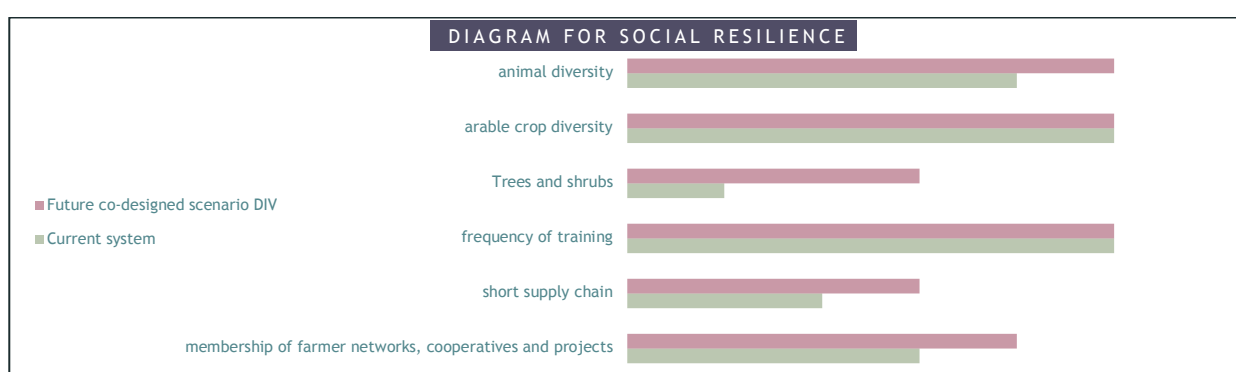 DIAGRAM FOR SOCIAL RESILIENCE
animal diversity
arable crop diversity
Trees and shrubs
Future co-designed scenario DIV
Current system
frequency of training
short supply chain
membership of farmer networks, cooperatives and projects